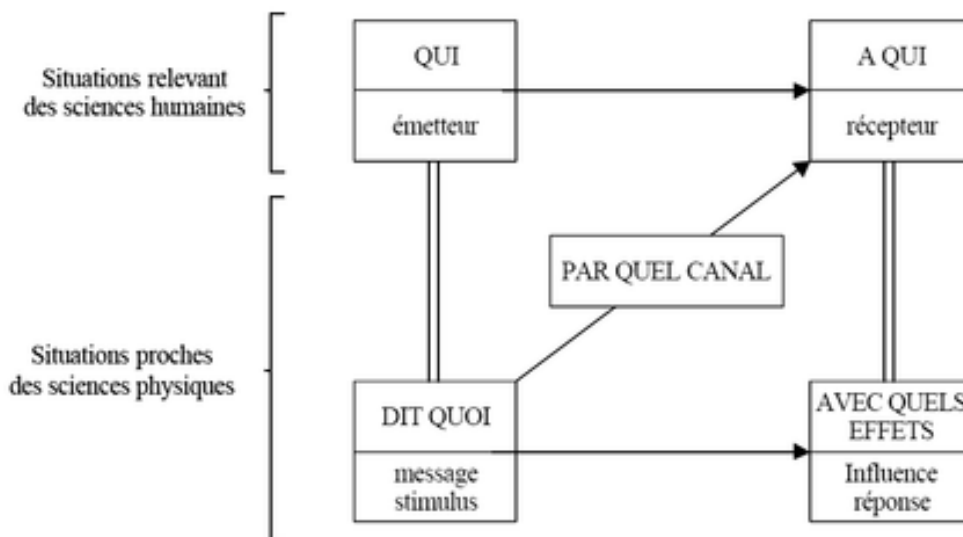 Situations relevant
des sciences humaines
QUI
émetteur
A QUI
récepteur
PAR QUEL CANAL
Situations proches
des sciences physiques
DIT QUOI
message
stimulus
AVEC QUELS
EFFETS
Influence
réponse